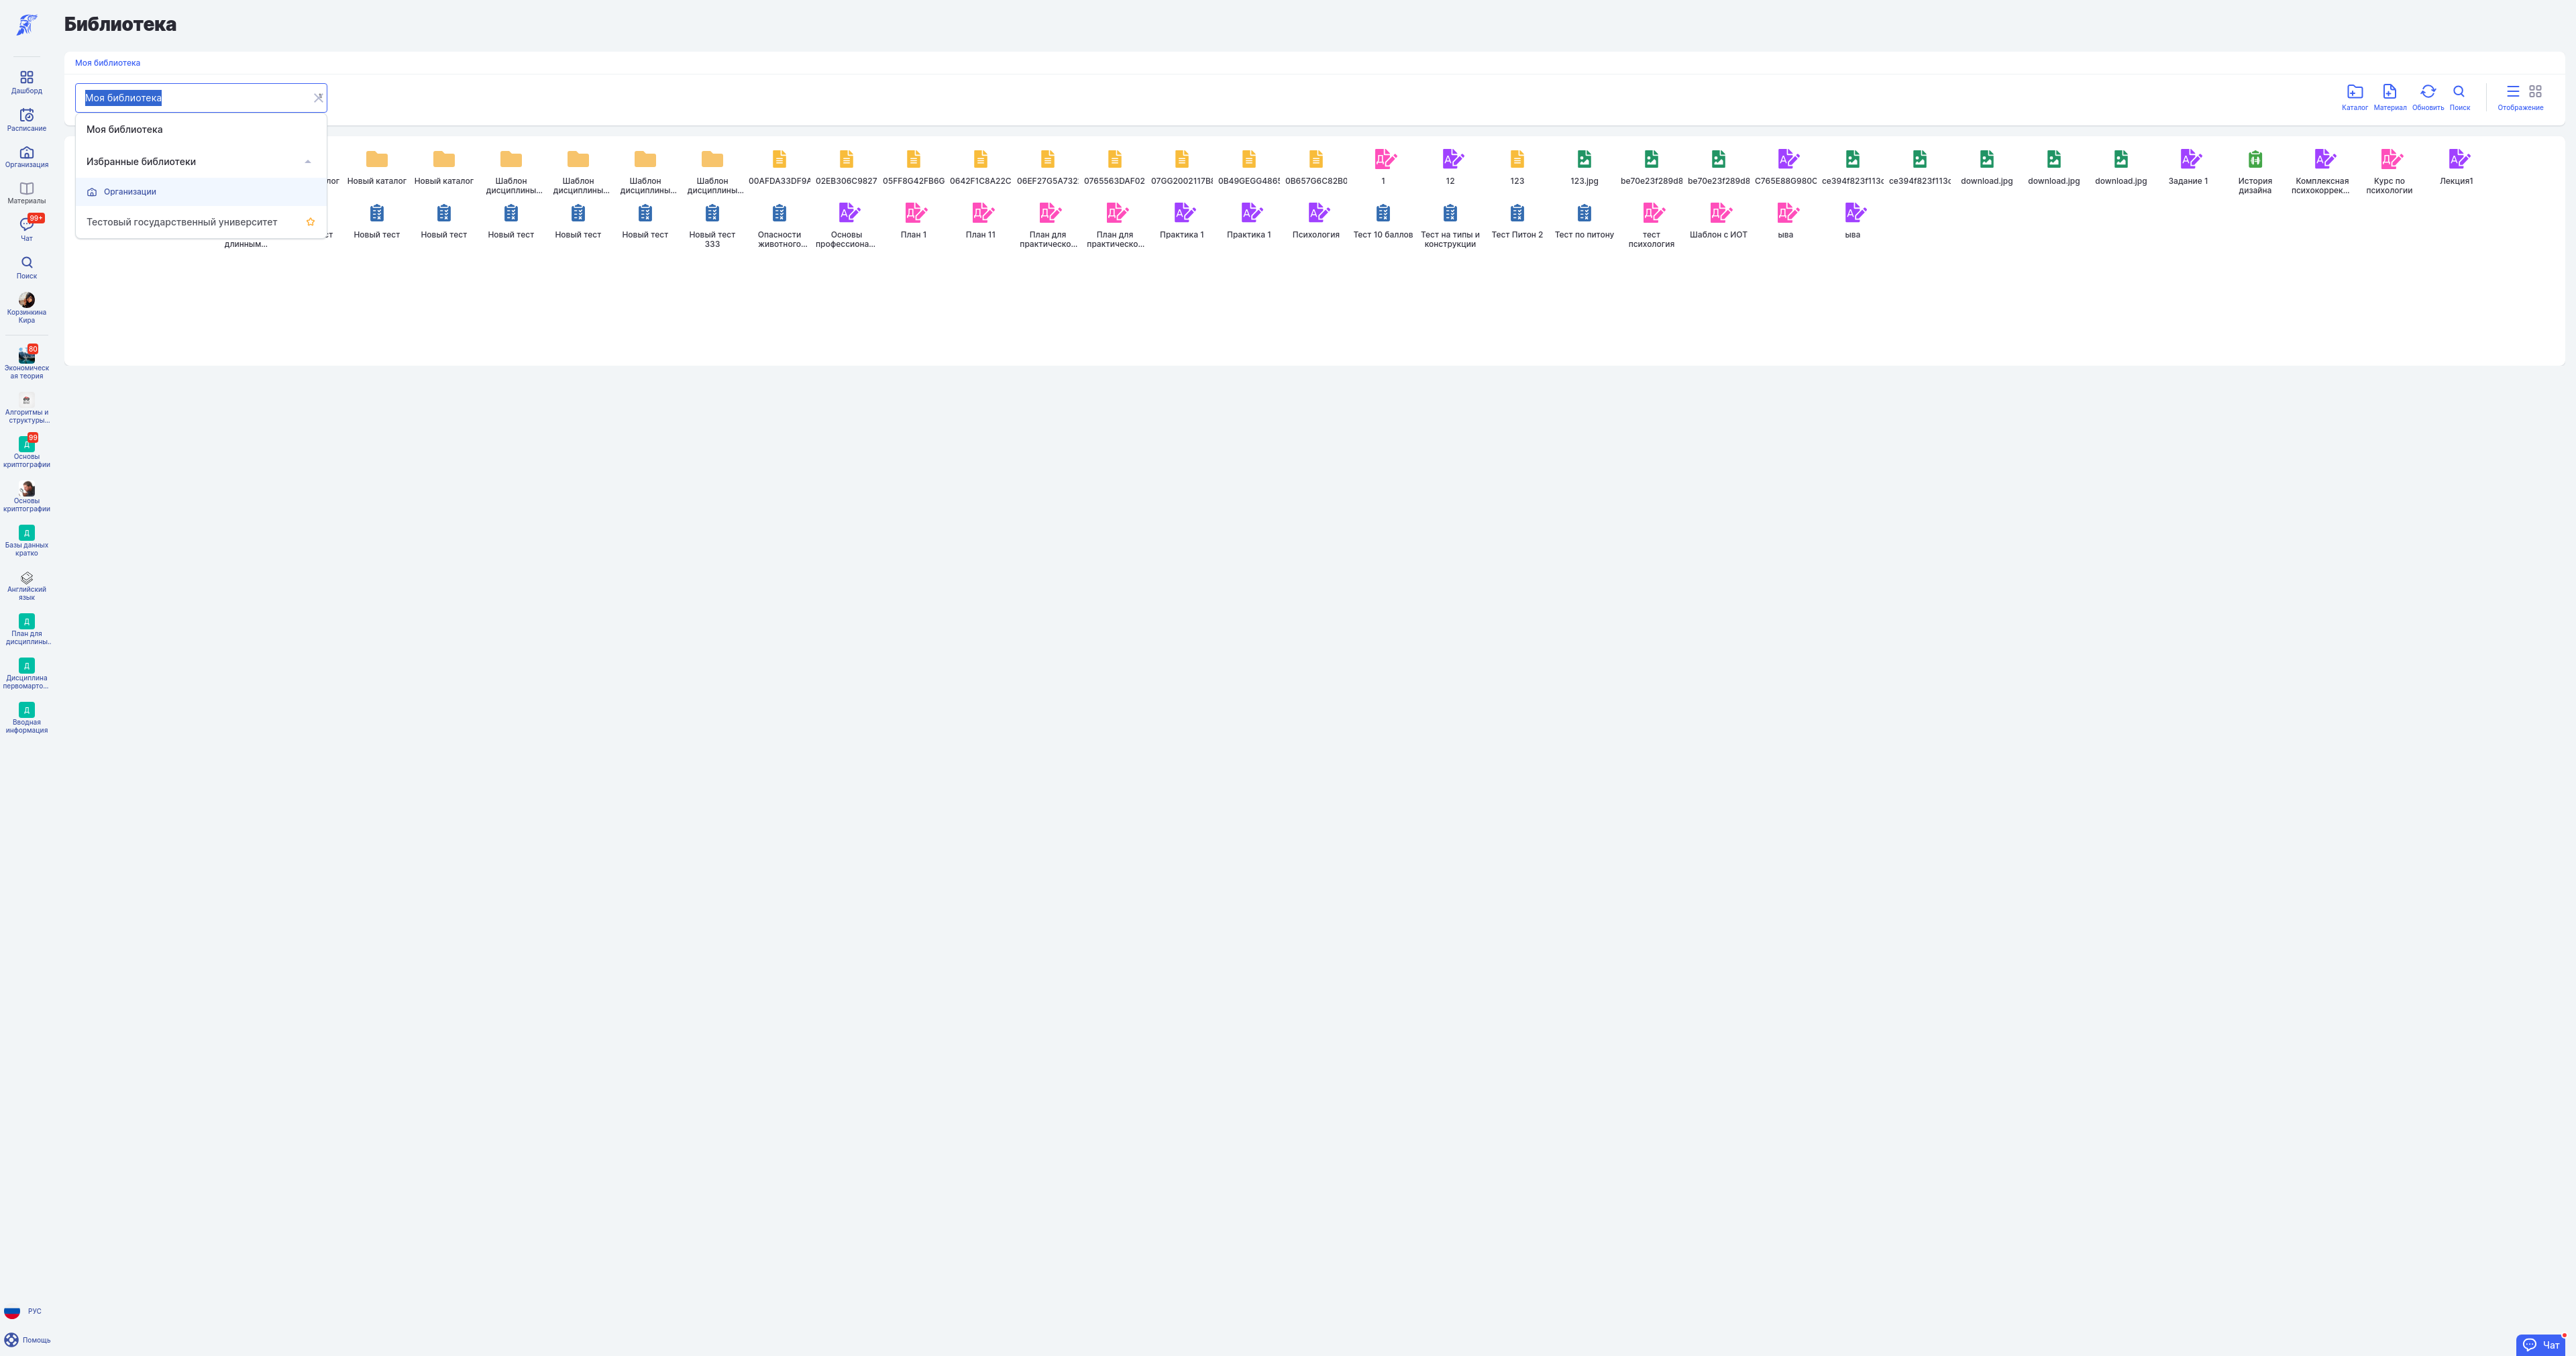 Библиотека
Моя библиотека
Моя библиотека
Каталог
Материал
Обновить
Поиск
Отображение
Моя библиотека
Избранные библиотеки
Организации
Тестовый государственный университет
Новый каталог
Новый каталог
Шаблон
дисциплины...
Шаблон
дисциплины...
Шаблон
дисциплины...
Шаблон
дисциплины...
00AFDA33DF9A
02EB306C9827
05FF8G42FB6G
0642F1C8A22C
06EF27G5A732
0765563DAF02
07GG2002117B
0B49GEGG486
0B657G6C82B0
1
12
123
123.jpg
be70e23f289d8
be70e23f289d8
C765E88G980C
ce394f823f113c
ce394f823f113c
download.jpg
download.jpg
download.jpg
Задание 1
История
дизайна
Комплексная
психокоррек...
Курс по
психологии
Лекция1
длинным...
Новый тест
Новый тест
Новый тест
Новый тест
Новый тест
Новый тест
333
Опасности
животного...
Основы
профессиона...
План 1
План 11
План для
практическо...
План для
практическо...
Практика 1
Практика 1
Психология
Тест 10 баллов
Тест на типы и
конструкции
Тест Питон 2
Тест по питону
тест
психология
Шаблон с ИОТ
ыва
ыва
Дашборд
Расписание
Организация
Материалы
99+
Чат
Поиск
Корзинкина
Кира
80
Экономическ
ая теория
Алгоритмы и
структуры...
99
Д
Основы
криптографии
Основы
криптографии
Д
Базы данных
кратко
Английский
язык
Д
План для
дисциплины..
Д
Дисциплина
первомарто...
Д
Вводная
информация
РУС
Помощь
Чат